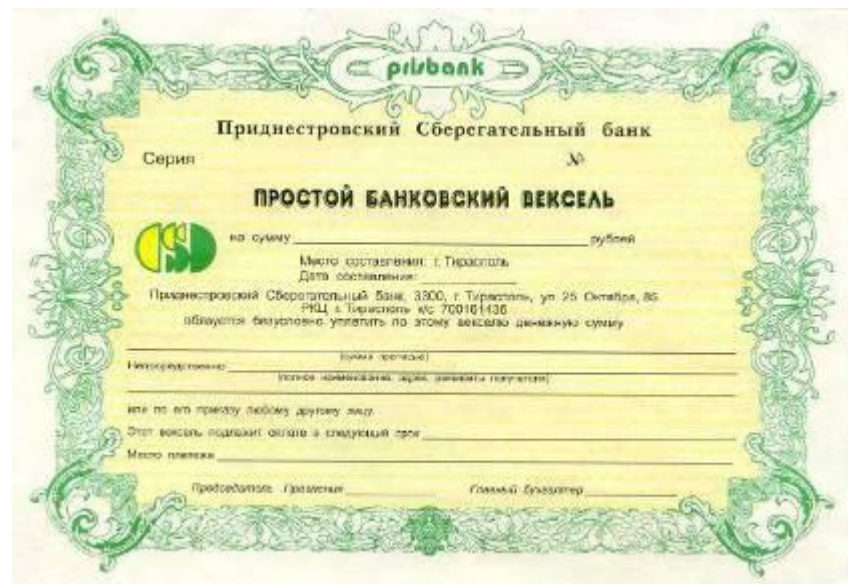 prisbank
Приднестровский Сберегательный банк
Серия №
ПРОСТОЙ БАНКОВСКИЙ ВЕКСЕЛЬ
на сумму рублей
Место составления: г. Тирасполь
Дата составления:
Приднестровский Сберегательный Банк, 3300, г. Тирасполь, ул 25 Октября, 85
РКЦ г. Тирасполь к/с 700161436
обязуется безусловно уплатить по этому векселю денежную сумму
(сумма прописью)
Непосредственно
(полное наименование, адрес, реквизиты получателя)
или по его приказу любому другому лицу.
Этот вексель подлежит оплате в следующий срок
Место платежа
Председатель Правления Главный бухгалтер